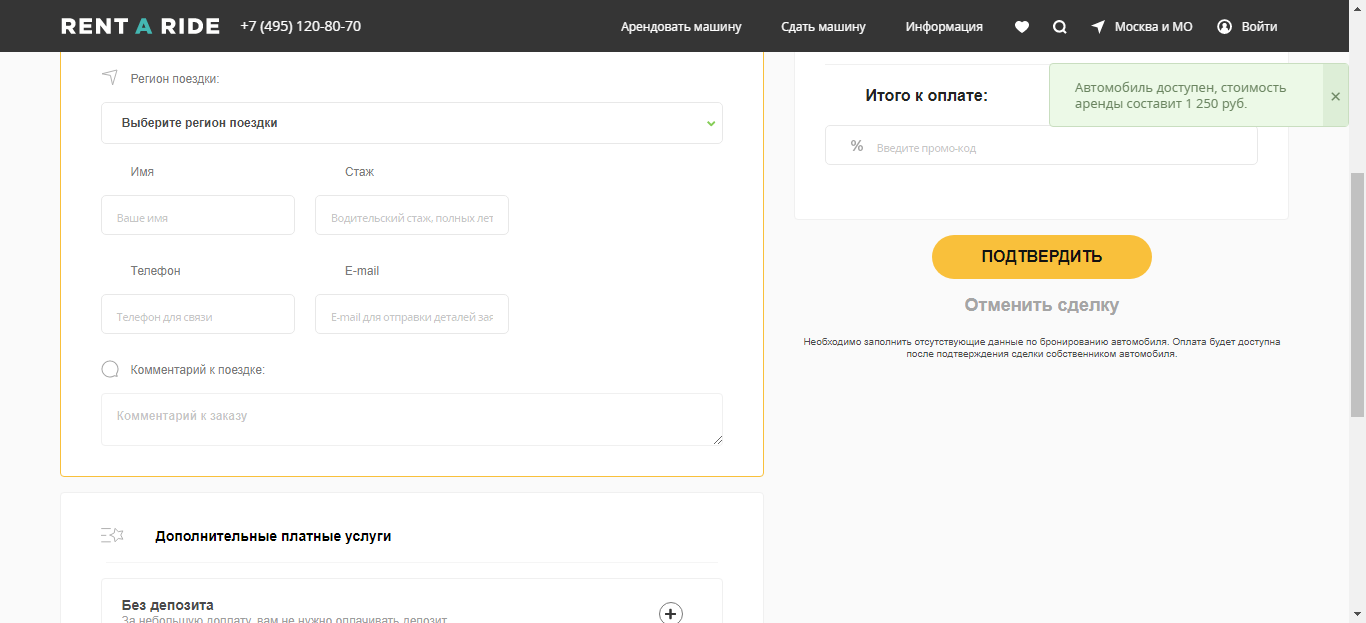 RENT A RIDE +7 (495) 120-80-70 Арендовать машину Сдать машину Информация Москва и МО Войти
Регион поездки:
Выберите регион поездки
Имя Стаж
Ваше имя Водительский стаж, полных лет
Телефон E-mail
Телефон для связи E-mail для отправки деталей зая
Комментарий к поездке:
Комментарий к заказу
Дополнительные платные услуги
Без депозита
За небольшую доплату, вам не нужно оплачивать депозит
Итого к оплате:
Автомобиль доступен, стоимость
аренды составит 1 250 руб. ×
% Введите промо-код
ПОДТВЕРДИТЬ
Отменить сделку
Необходимо заполнить отсутствующие данные по бронированию автомобиля. Оплата будет доступна
после подтверждения сделки собственником автомобиля.